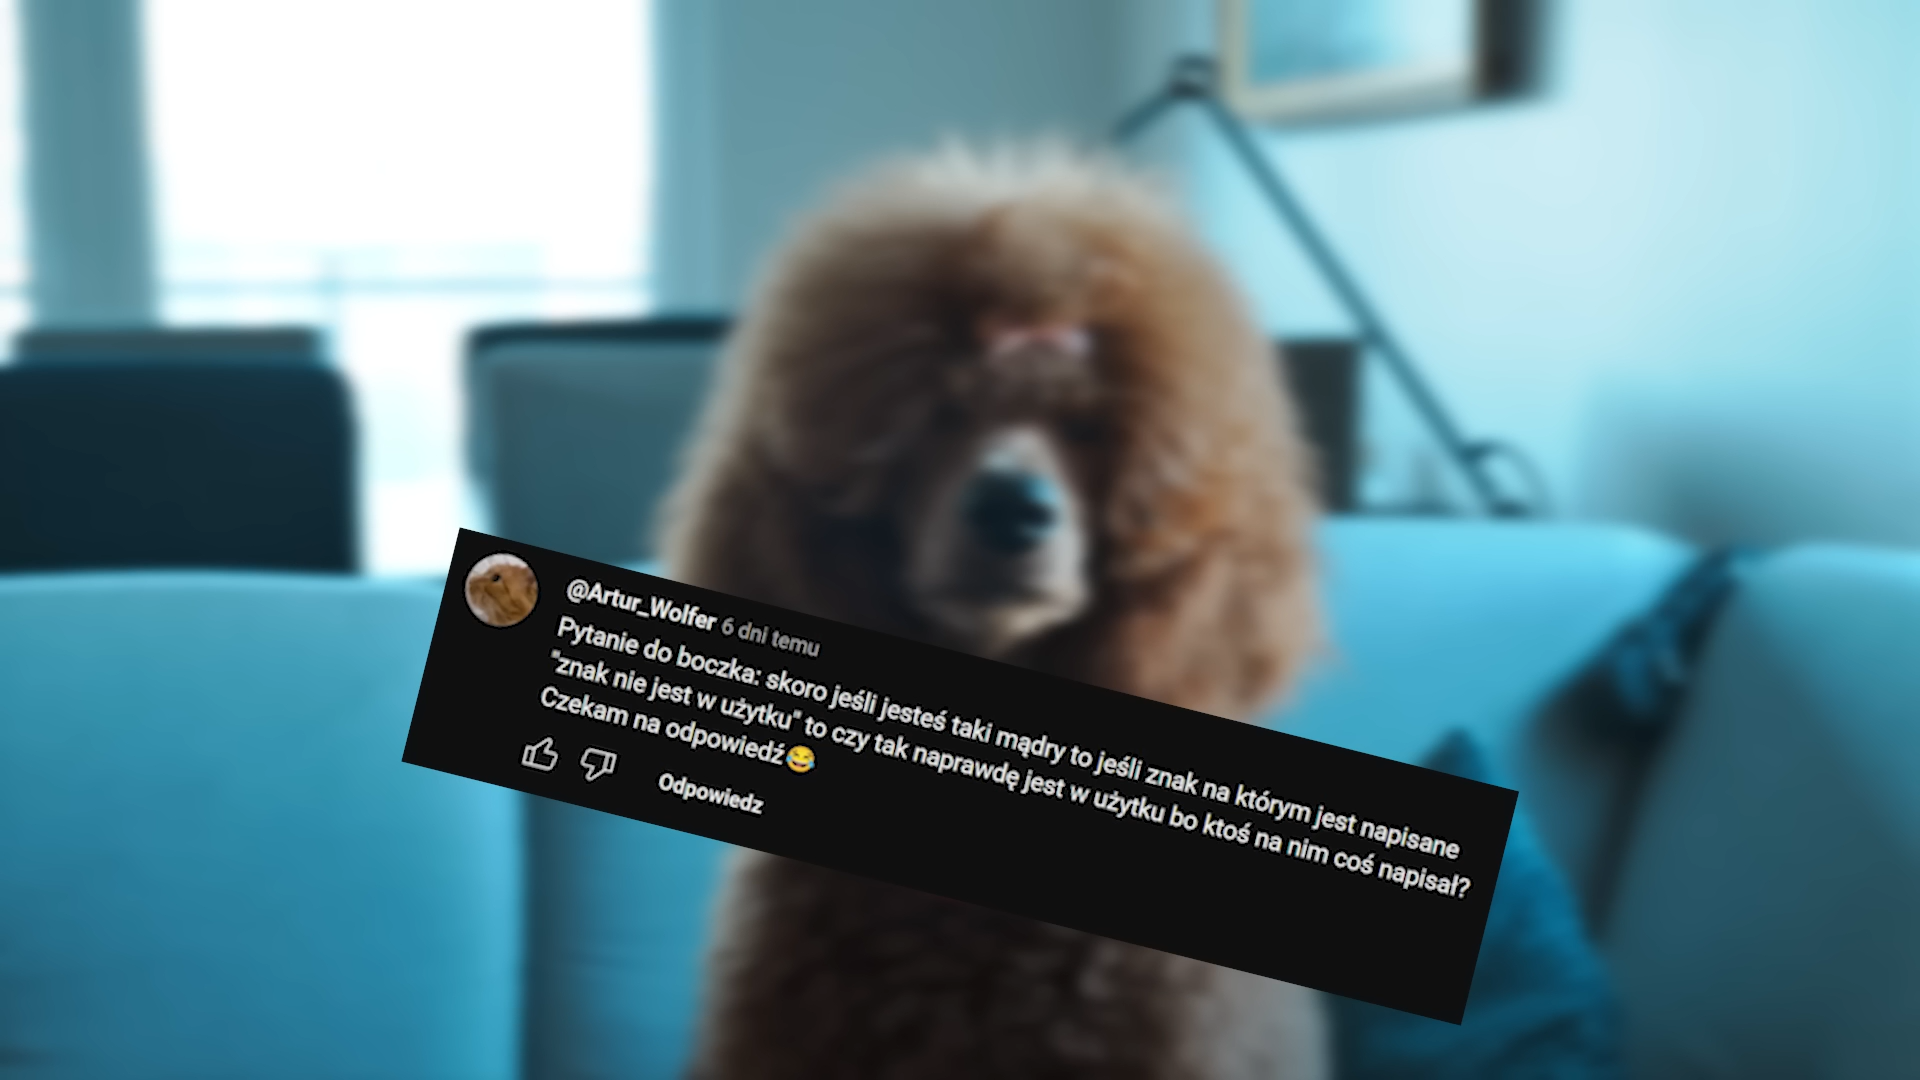 @Artur_Wolfer 6 dni temu
Pytanie do boczka: skoro jeśli jesteś taki mądry to jeśli znak na którym jest napisane
"znak nie jest w użytku" to czy tak naprawdę jest w użytku bo ktoś na nim coś napisał?
Czekam na odpowiedź😂
Odpowiedz